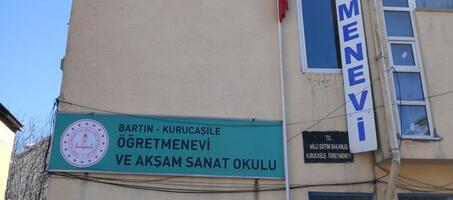 BARTIN - KURUCAŞİLE
ÖĞRETMENEVİ
VE AKŞAM SANAT OKULU
MENEVİ
T.C.
MİLLİ EĞİTİM BAKANLIĞI
KURUCAŞİLE ÖĞRETMENEVİ